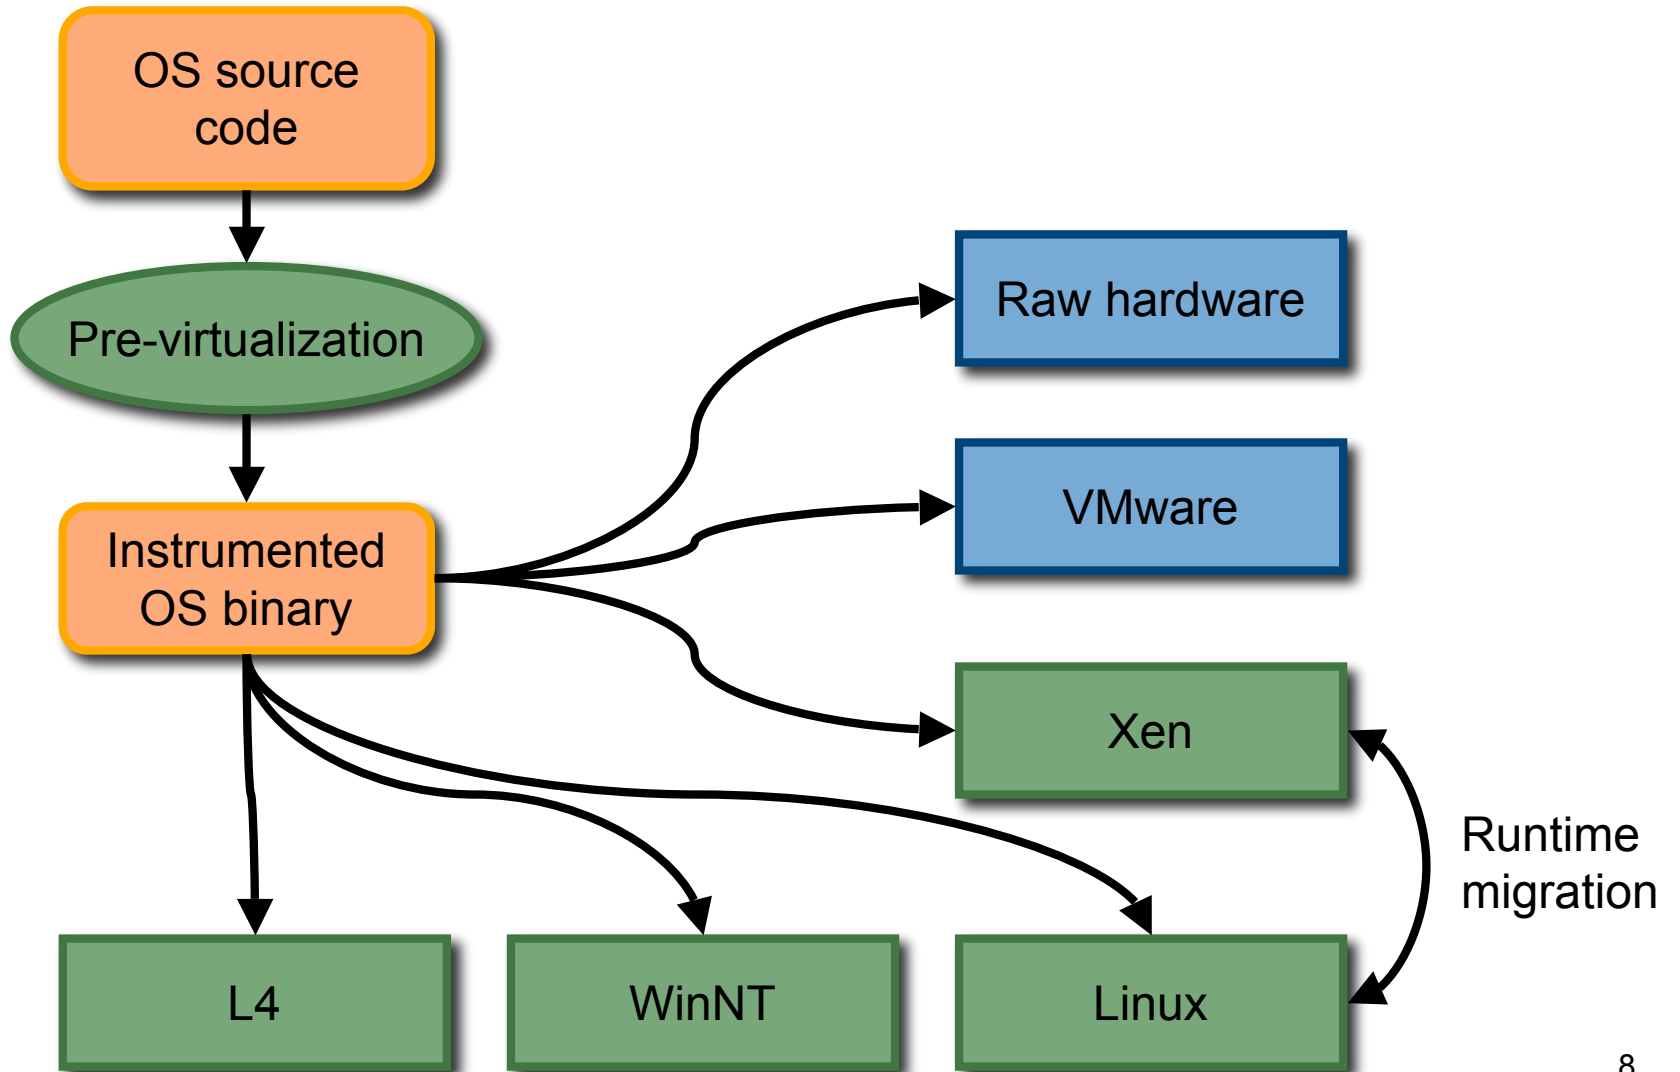 OS source
code
Pre-virtualization
Raw hardware
VMware
Instrumented
OS binary
Xen
Runtime
migration
L4
WinNT
Linux
8